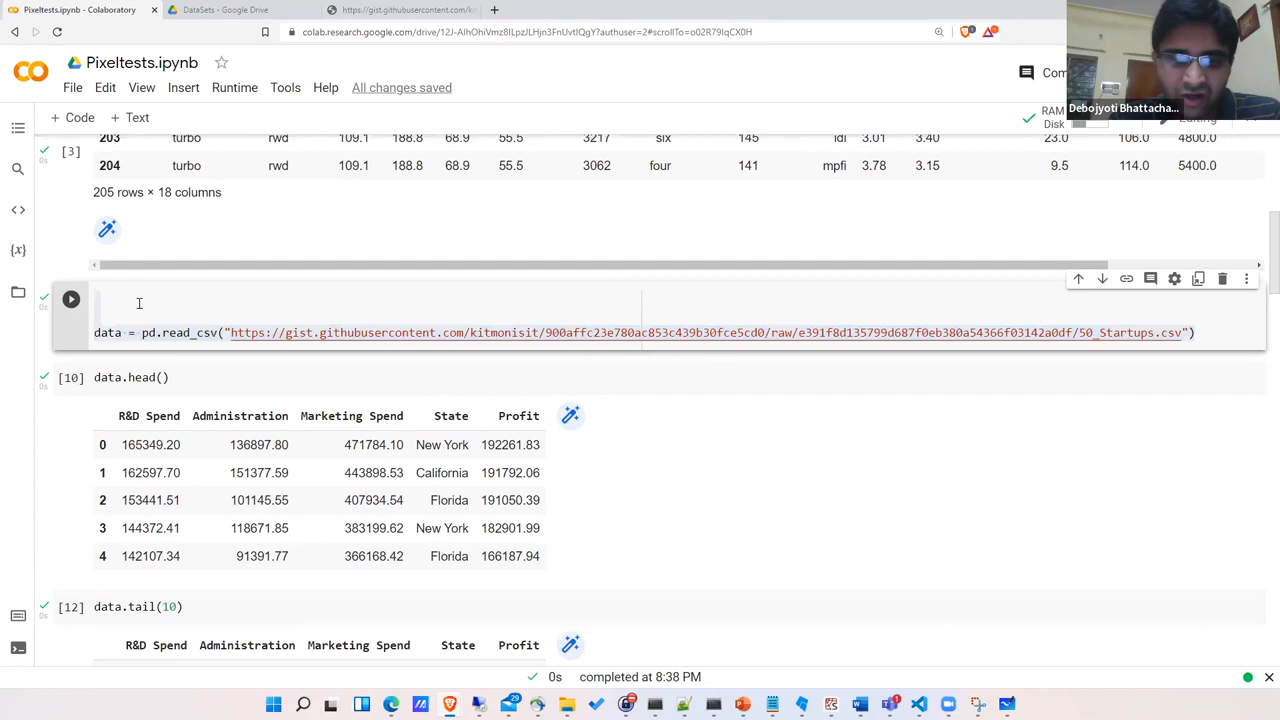 Pixeltests.ipynb - Colaboratory
DataSets - Google Drive
https://gist.githubusercontent.com/kit
colab.research.google.com/drive/12J-AlhOhiVmz8ILpzJLHjn3FnUvtIQgY?authuser=2#scrollTo=o02R79IqCX0H
Pixeltests.ipynb
File Edit View Insert Runtime Tools Help All changes saved
Com
Debojyoti Bhattacha...
+ Code + Text
RAM
Disk
Editing
203 turbo rwd 109.1 188.8 68.9 55.5 3217 six 145 idi 3.01 3.40 23.0 106.0 4800.0
[3]
204 turbo rwd 109.1 188.8 68.9 55.5 3062 four 141 mpfi 3.78 3.15 9.5 114.0 5400.0
205 rows × 18 columns
0s
data = pd.read_csv("https://gist.githubusercontent.com/kitmonisit/900affc23e780ac853c439b30fce5cd0/raw/e391f8d135799d687f0eb380a54366f03142a0df/50_Startups.csv")
[10] data.head()
0s
R&D Spend Administration Marketing Spend State Profit
0 165349.20 136897.80 471784.10 New York 192261.83
1 162597.70 151377.59 443898.53 California 191792.06
2 153441.51 101145.55 407934.54 Florida 191050.39
3 144372.41 118671.85 383199.62 New York 182901.99
4 142107.34 91391.77 366168.42 Florida 166187.94
[12] data.tail(10)
0s
R&D Spend Administration Marketing Spend State Profit
0s completed at 8:38 PM